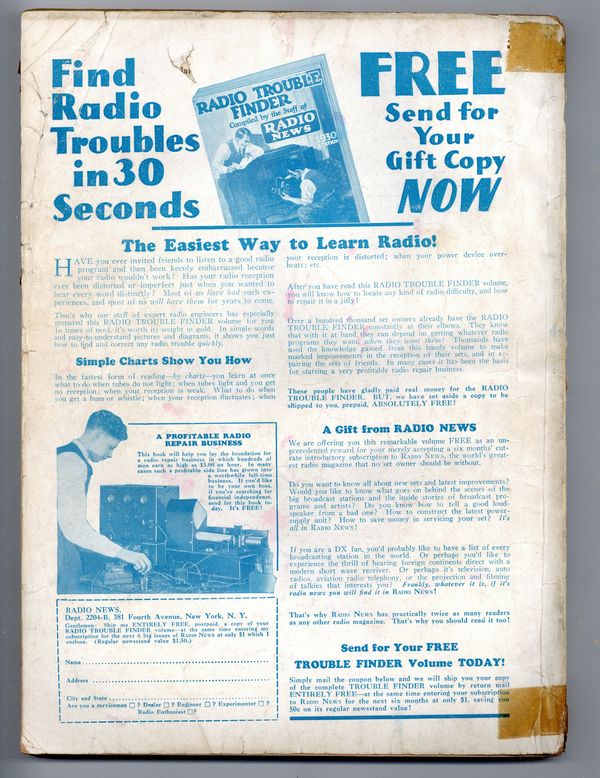 Find
Radio
Troubles
in 30
Seconds
RADIO TROUBLE
FINDER
Compiled by the Staff of
RADIO
NEWS
1930
FREE
Send for
Your
Gift Copy
NOW
The Easiest Way to Learn Radio!
HAVE you ever invited friends to listen to a good radio
program and then been keenly embarrassed because
your radio wouldn't work? Has your radio reception
ever been distorted or imperfect just when you wanted to
hear every word distinctly? Most of us have had such ex-
periences, and most of us will have them for years to come.
That's why our staff of expert radio engineers has especially
prepared this RADIO TROUBLE FINDER volume for you.
In times of need, it's worth its weight in gold. In simple words
and easy-to-understand pictures and diagrams, it shows you just
how to find and correct any radio trouble quickly.
Simple Charts Show You How
In the fastest form of reading—by charts—you learn at once
what to do when tubes do not light; when tubes light and you get
no reception; when your reception is weak. What to do when
you get a hum or whistle; when your reception fluctuates; when
your reception is distorted; when your power device over-
heats; etc.
After you have read this RADIO TROUBLE FINDER volume,
you will know how to locate any kind of radio difficulty, and how
to repair it in a jiffy!
Over a hundred thousand set owners already have the RADIO
TROUBLE FINDER constantly at their elbows. They know
that with it at hand they can depend on getting whatever radio
programs they want, when they want them! Thousands have
used the knowledge gained from this handy volume to make
marked improvements in the reception of their sets, and in re-
pairing the sets of friends. In many cases it has been the basis
for starting a very profitable radio repair business.
These people have gladly paid real money for the RADIO
TROUBLE FINDER. BUT, we have set aside a copy to be
shipped to you, prepaid, ABSOLUTELY FREE!
A Gift from RADIO NEWS
We are offering you this remarkable volume FREE as an un-
precedented reward for your merely accepting a six months' cut-
rate introductory subscription to RADIO NEWS, the world's great-
est radio magazine that no set owner should be without.
Do you want to know all about new sets and latest improvements?
Would you like to know what goes on behind the scenes of the
big broadcast stations and the inside stories of broadcast pro-
grams and artists? Do you know how to tell a good loud-
speaker from a bad one? How to construct the latest power-
supply unit? How to save money in servicing your set? It's
all in RADIO NEWS!
If you are a DX fan, you'd probably like to have a list of every
broadcasting station in the world. Or perhaps you'd like to
experience the thrill of hearing foreign continents direct with a
modern short wave receiver. Or perhaps it's television, auto
radios, aviation radio telephony, or the projection and filming
of talkies that interests you? Frankly, whatever it is, if it's
radio news you will find it in RADIO NEWS!
That's why RADIO NEWS has practically twice as many readers
as any other radio magazine. That's why you should read it too!
Send for Your FREE
TROUBLE FINDER Volume TODAY!
Simply mail the coupon below and we will ship you your copy
of the complete TROUBLE FINDER volume by return mail
ENTIRELY FREE—at the same time entering your subscription
to RADIO NEWS for the next six months at only $1, saving you
50c on its regular newsstand value!
A PROFITABLE RADIO
REPAIR BUSINESS
This book will help you lay the foundation for
a radio repair business in which hundreds of
men earn as high as $3.00 an hour. In many
cases such a profitable side line has grown into
a worthwhile full-time
business. If you'd like
to be your own boss,
if you're searching for
financial independence,
send for this book to-
day. It's FREE!
RADIO NEWS,
Dept. 2204-B, 381 Fourth Avenue, New York, N. Y.
Gentlemen: Ship me ENTIRELY FREE, postpaid, a copy of your
RADIO TROUBLE FINDER volume—at the same time entering my
subscription for the next 6 big issues of RADIO NEWS at only $1 which I
enclose. (Regular newsstand value $1.50.)
Name
Address
City and State
Are you a serviceman □? Dealer □? Engineer □? Experimenter □?
Radio Enthusiast □?